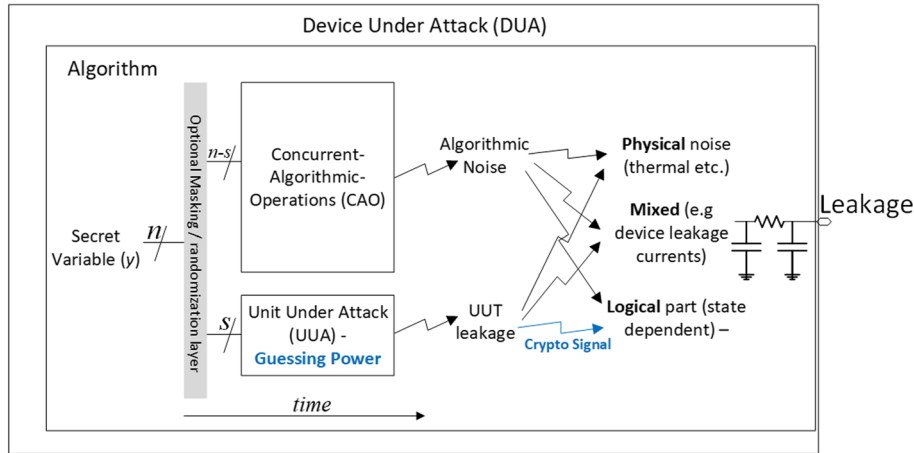 Device Under Attack (DUA)
Algorithm
Optional Masking / randomization layer
Secret
Variable (y)
n
n-s
s
Concurrent-
Algorithmic-
Operations (CAO)
Unit Under Attack
(UUA) -
Guessing Power
time
Algorithmic
Noise
UUT
leakage
Crypto Signal
Physical noise
(thermal etc.)
Mixed (e.g
device leakage
currents)
Logical part (state
dependent) –
Leakage